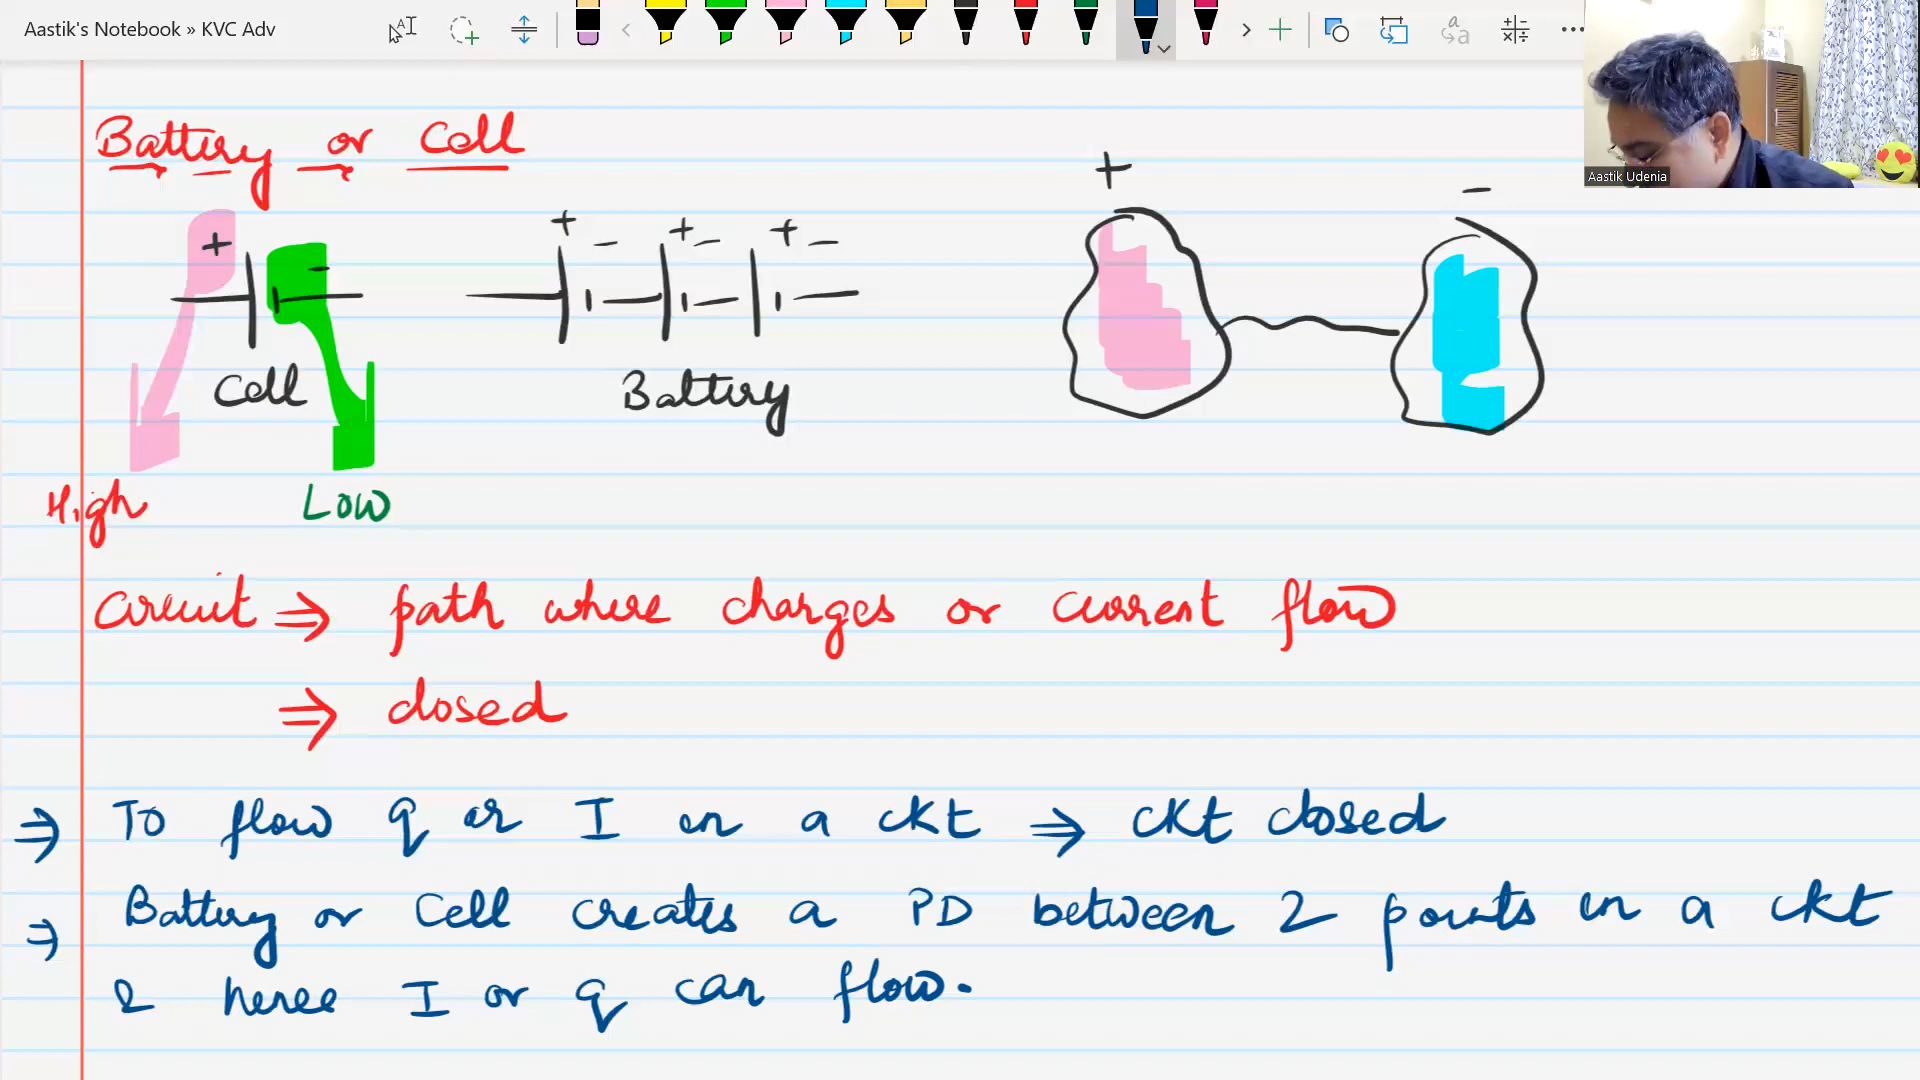 Aastik's Notebook » KVC Adv
Aastik Udenia
Battery or Cell
+ -
+ - + - + -
+ -
Cell
Battery
High
Low
Circuit ⇒ path where charges or current flow
⇒ closed
⇒ To flow q or I in a ckt ⇒ ckt closed
⇒ Battery or Cell creates a PD between 2 points in a ckt
& hence I or q can flow.